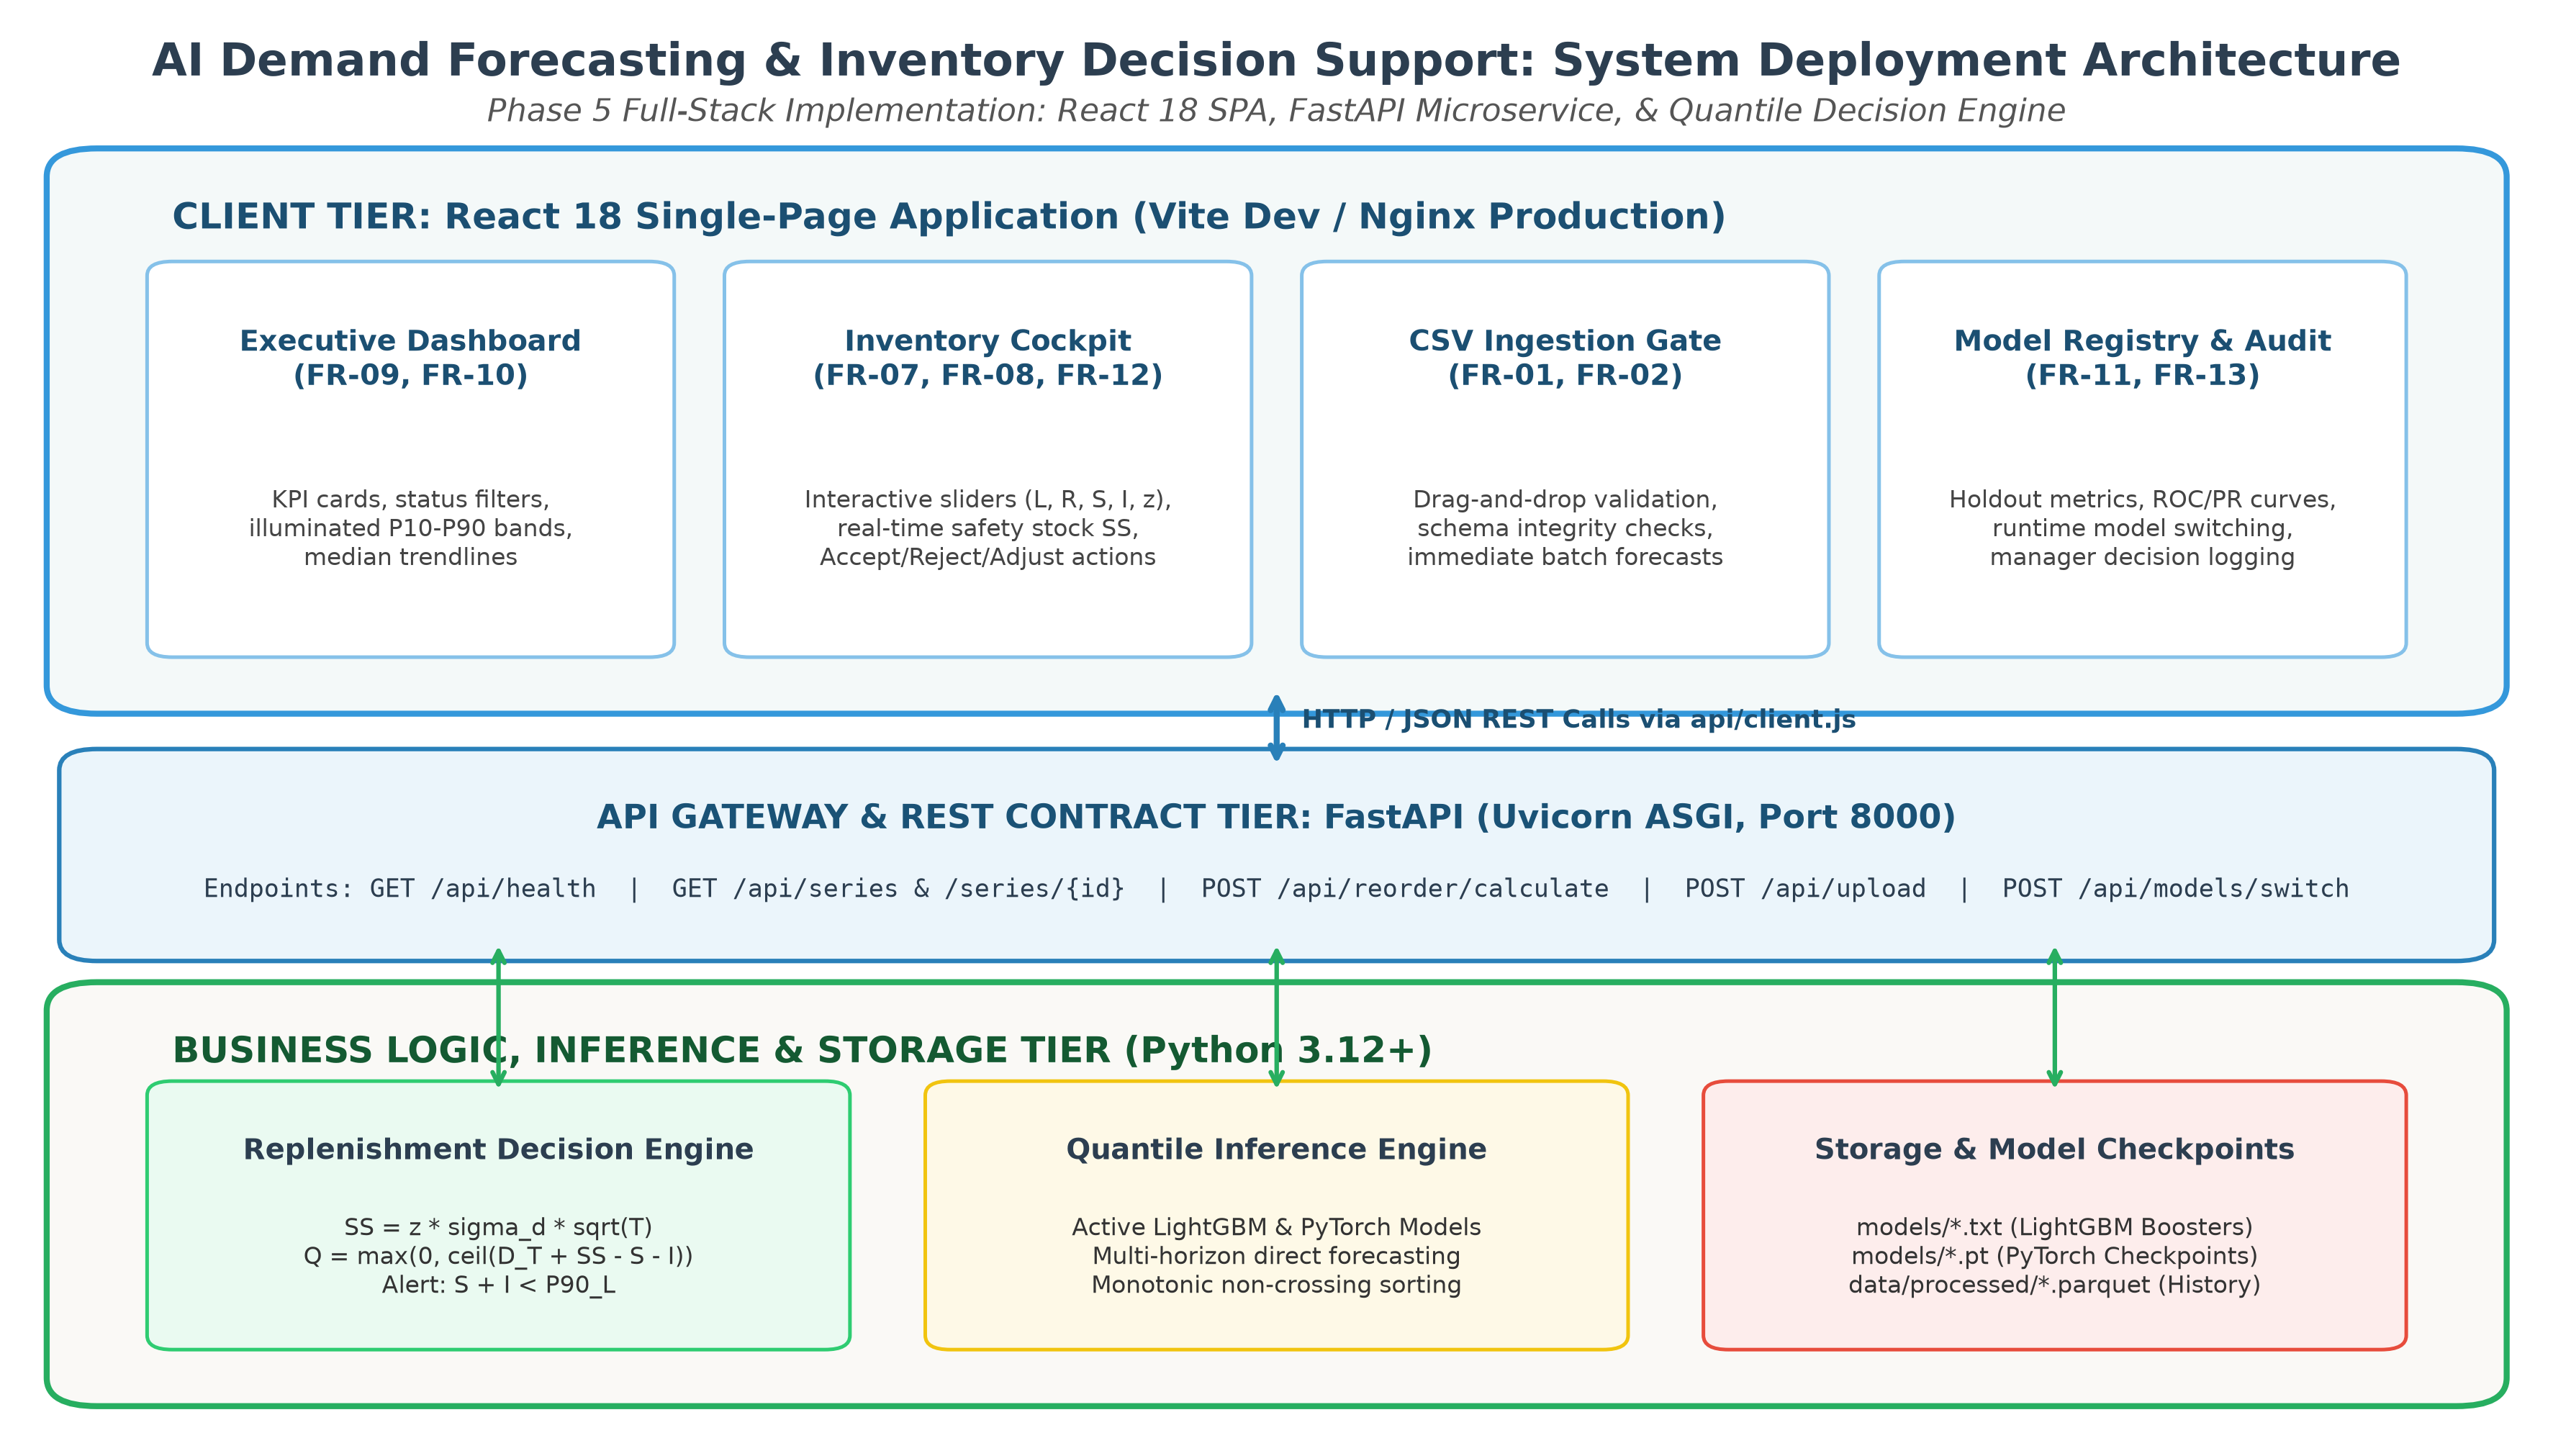 AI Demand Forecasting & Inventory Decision Support: System Deployment Architecture
Phase 5 Full-Stack Implementation: React 18 SPA, FastAPI Microservice, & Quantile Decision Engine
CLIENT TIER: React 18 Single-Page Application (Vite Dev / Nginx Production)
Executive Dashboard
(FR-09, FR-10)
KPI cards, status filters,
illuminated P10-P90 bands,
median trendlines
Inventory Cockpit
(FR-07, FR-08, FR-12)
Interactive sliders (L, R, S, I, z),
real-time safety stock SS,
Accept/Reject/Adjust actions
CSV Ingestion Gate
(FR-01, FR-02)
Drag-and-drop validation,
schema integrity checks,
immediate batch forecasts
Model Registry & Audit
(FR-11, FR-13)
Holdout metrics, ROC/PR curves,
runtime model switching,
manager decision logging
HTTP / JSON REST Calls via api/client.js
API GATEWAY & REST CONTRACT TIER: FastAPI (Uvicorn ASGI, Port 8000)
Endpoints: GET /api/health | GET /api/series & /series/{id} | POST /api/reorder/calculate | POST /api/upload | POST /api/models/switch
BUSINESS LOGIC, INFERENCE & STORAGE TIER (Python 3.12+)
Replenishment Decision Engine
SS = z * sigma_d * sqrt(T)
Q = max(0, ceil(D_T + SS - S - I))
Alert: S + I < P90_L
Quantile Inference Engine
Active LightGBM & PyTorch Models
Multi-horizon direct forecasting
Monotonic non-crossing sorting
Storage & Model Checkpoints
models/*.txt (LightGBM Boosters)
models/*.pt (PyTorch Checkpoints)
data/processed/*.parquet (History)